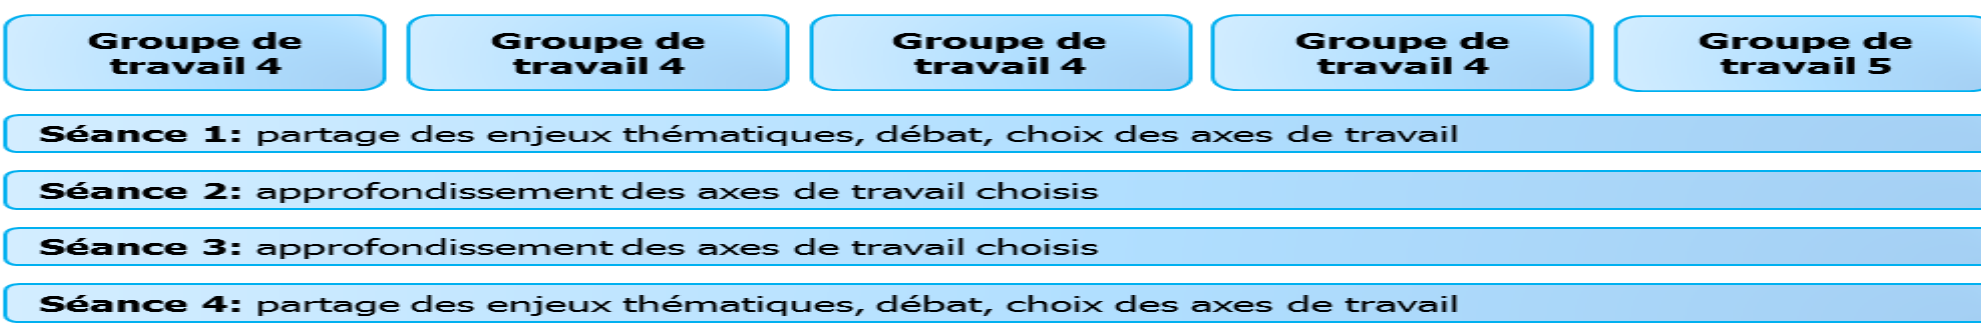 Groupe de
travail 4
Groupe de
travail 4
Groupe de
travail 4
Groupe de
travail 4
Groupe de
travail 5
Séance 1: partage des enjeux thématiques, débat, choix des axes de travail
Séance 2: approfondissement des axes de travail choisis
Séance 3: approfondissement des axes de travail choisis
Séance 4: partage des enjeux thématiques, débat, choix des axes de travail